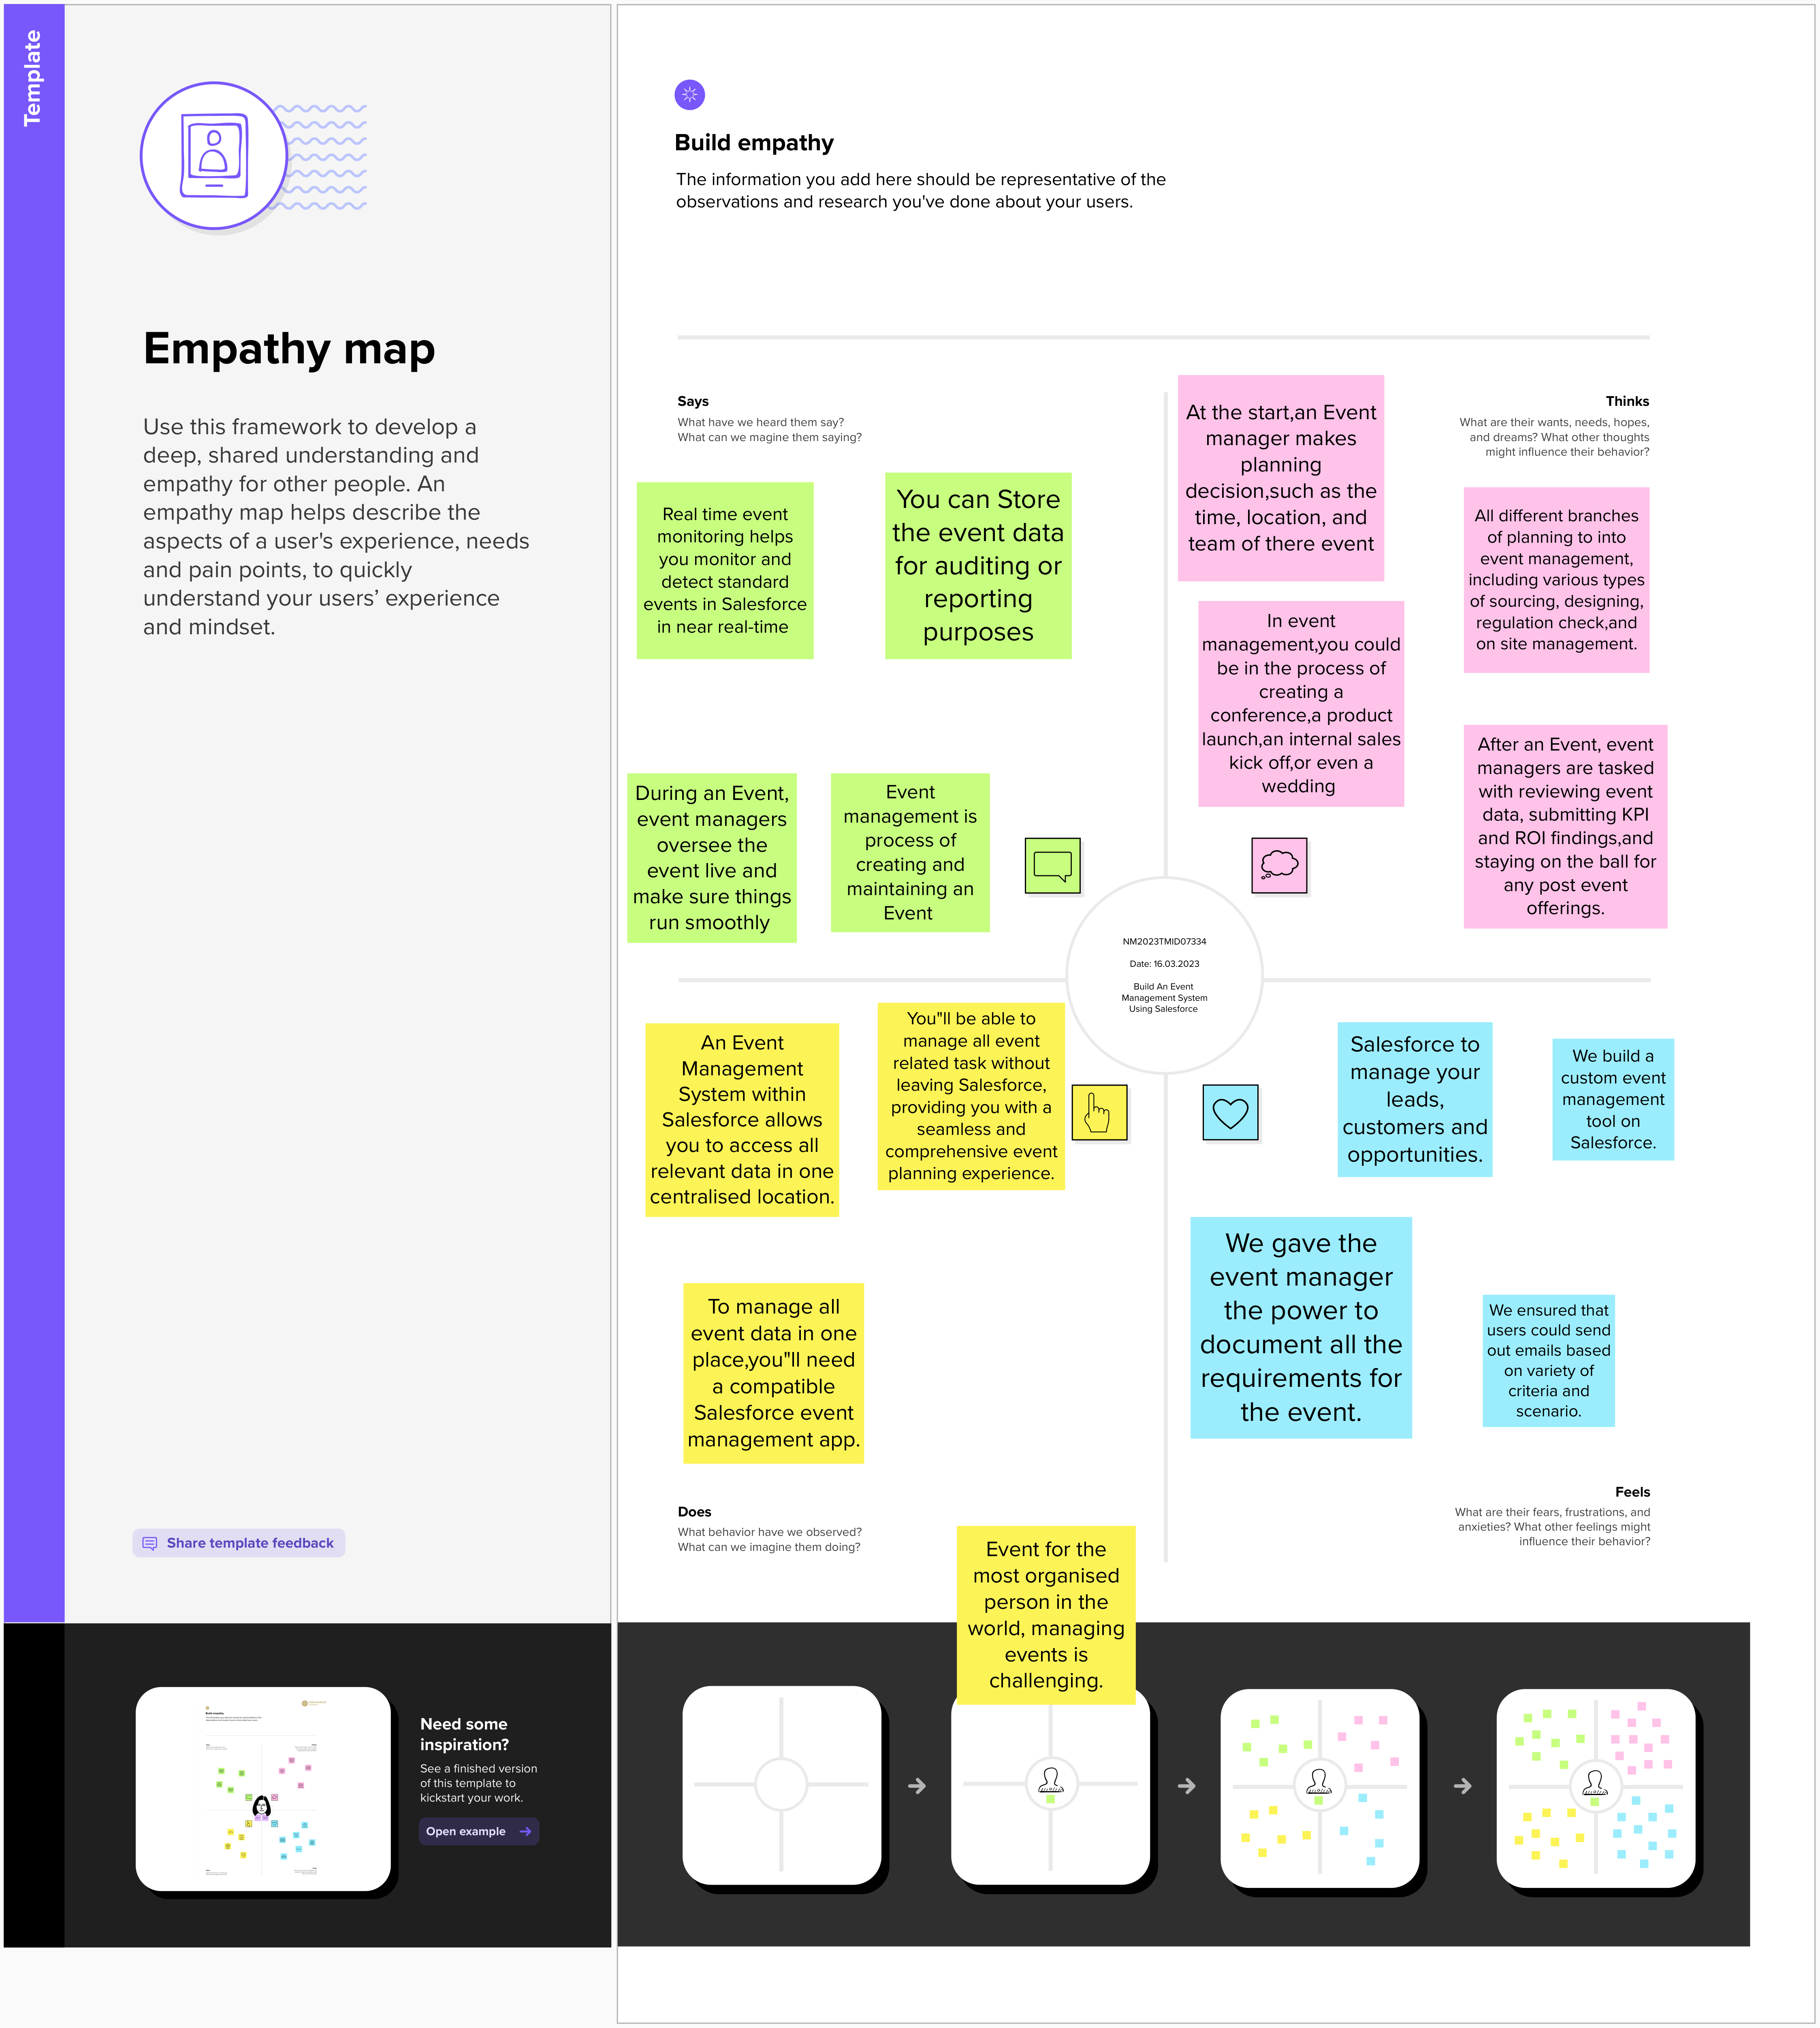 Template
Empathy map
Use this framework to develop a
deep, shared understanding and
empathy for other people. An
empathy map helps describe the
aspects of a user's experience, needs
and pain points, to quickly
understand your users’ experience
and mindset.
Share template feedback
Need some
inspiration?
See a finished version
of this template to
kickstart your work.
Open example
Build empathy
The information you add here should be representative of the
observations and research you've done about your users.
Says
What have we heard them say?
What can we magine them saying?
Real time event
monitoring helps
you monitor and
detect standard
events in Salesforce
in near real-time
You can Store
the event data
for auditing or
reporting
purposes
During an Event,
event managers
oversee the
event live and
make sure things
run smoothly
Event
management is
process of
creating and
maintaining an
Event
At the start,an Event
manager makes
planning
decision,such as the
time, location, and
team of there event
Thinks
What are their wants, needs, hopes,
and dreams? What other thoughts
might influence their behavior?
All different branches
of planning to into
event management,
including various types
of sourcing, designing,
regulation check,and
on site management.
In event
management,you could
be in the process of
creating a
conference,a product
launch,an internal sales
kick off,or even a
wedding
After an Event, event
managers are tasked
with reviewing event
data, submitting KPI
and ROI findings,and
staying on the ball for
any post event
offerings.
NM2023TMID07334
Date: 16.03.2023
Build An Event
Management System
Using Salesforce
An Event
Management
System within
Salesforce allows
you to access all
relevant data in one
centralised location.
You"ll be able to
manage all event
related task without
leaving Salesforce,
providing you with a
seamless and
comprehensive event
planning experience.
To manage all
event data in one
place,you"ll need
a compatible
Salesforce event
management app.
Does
What behavior have we observed?
What can we imagine them doing?
Event for the
most organised
person in the
world, managing
events is
challenging.
Salesforce to
manage your
leads,
customers and
opportunities.
We build a
custom event
management
tool on
Salesforce.
We gave the
event manager
the power to
document all the
requirements for
the event.
We ensured that
users could send
out emails based
on variety of
criteria and
scenario.
Feels
What are their fears, frustrations, and
anxieties? What other feelings might
influence their behavior?